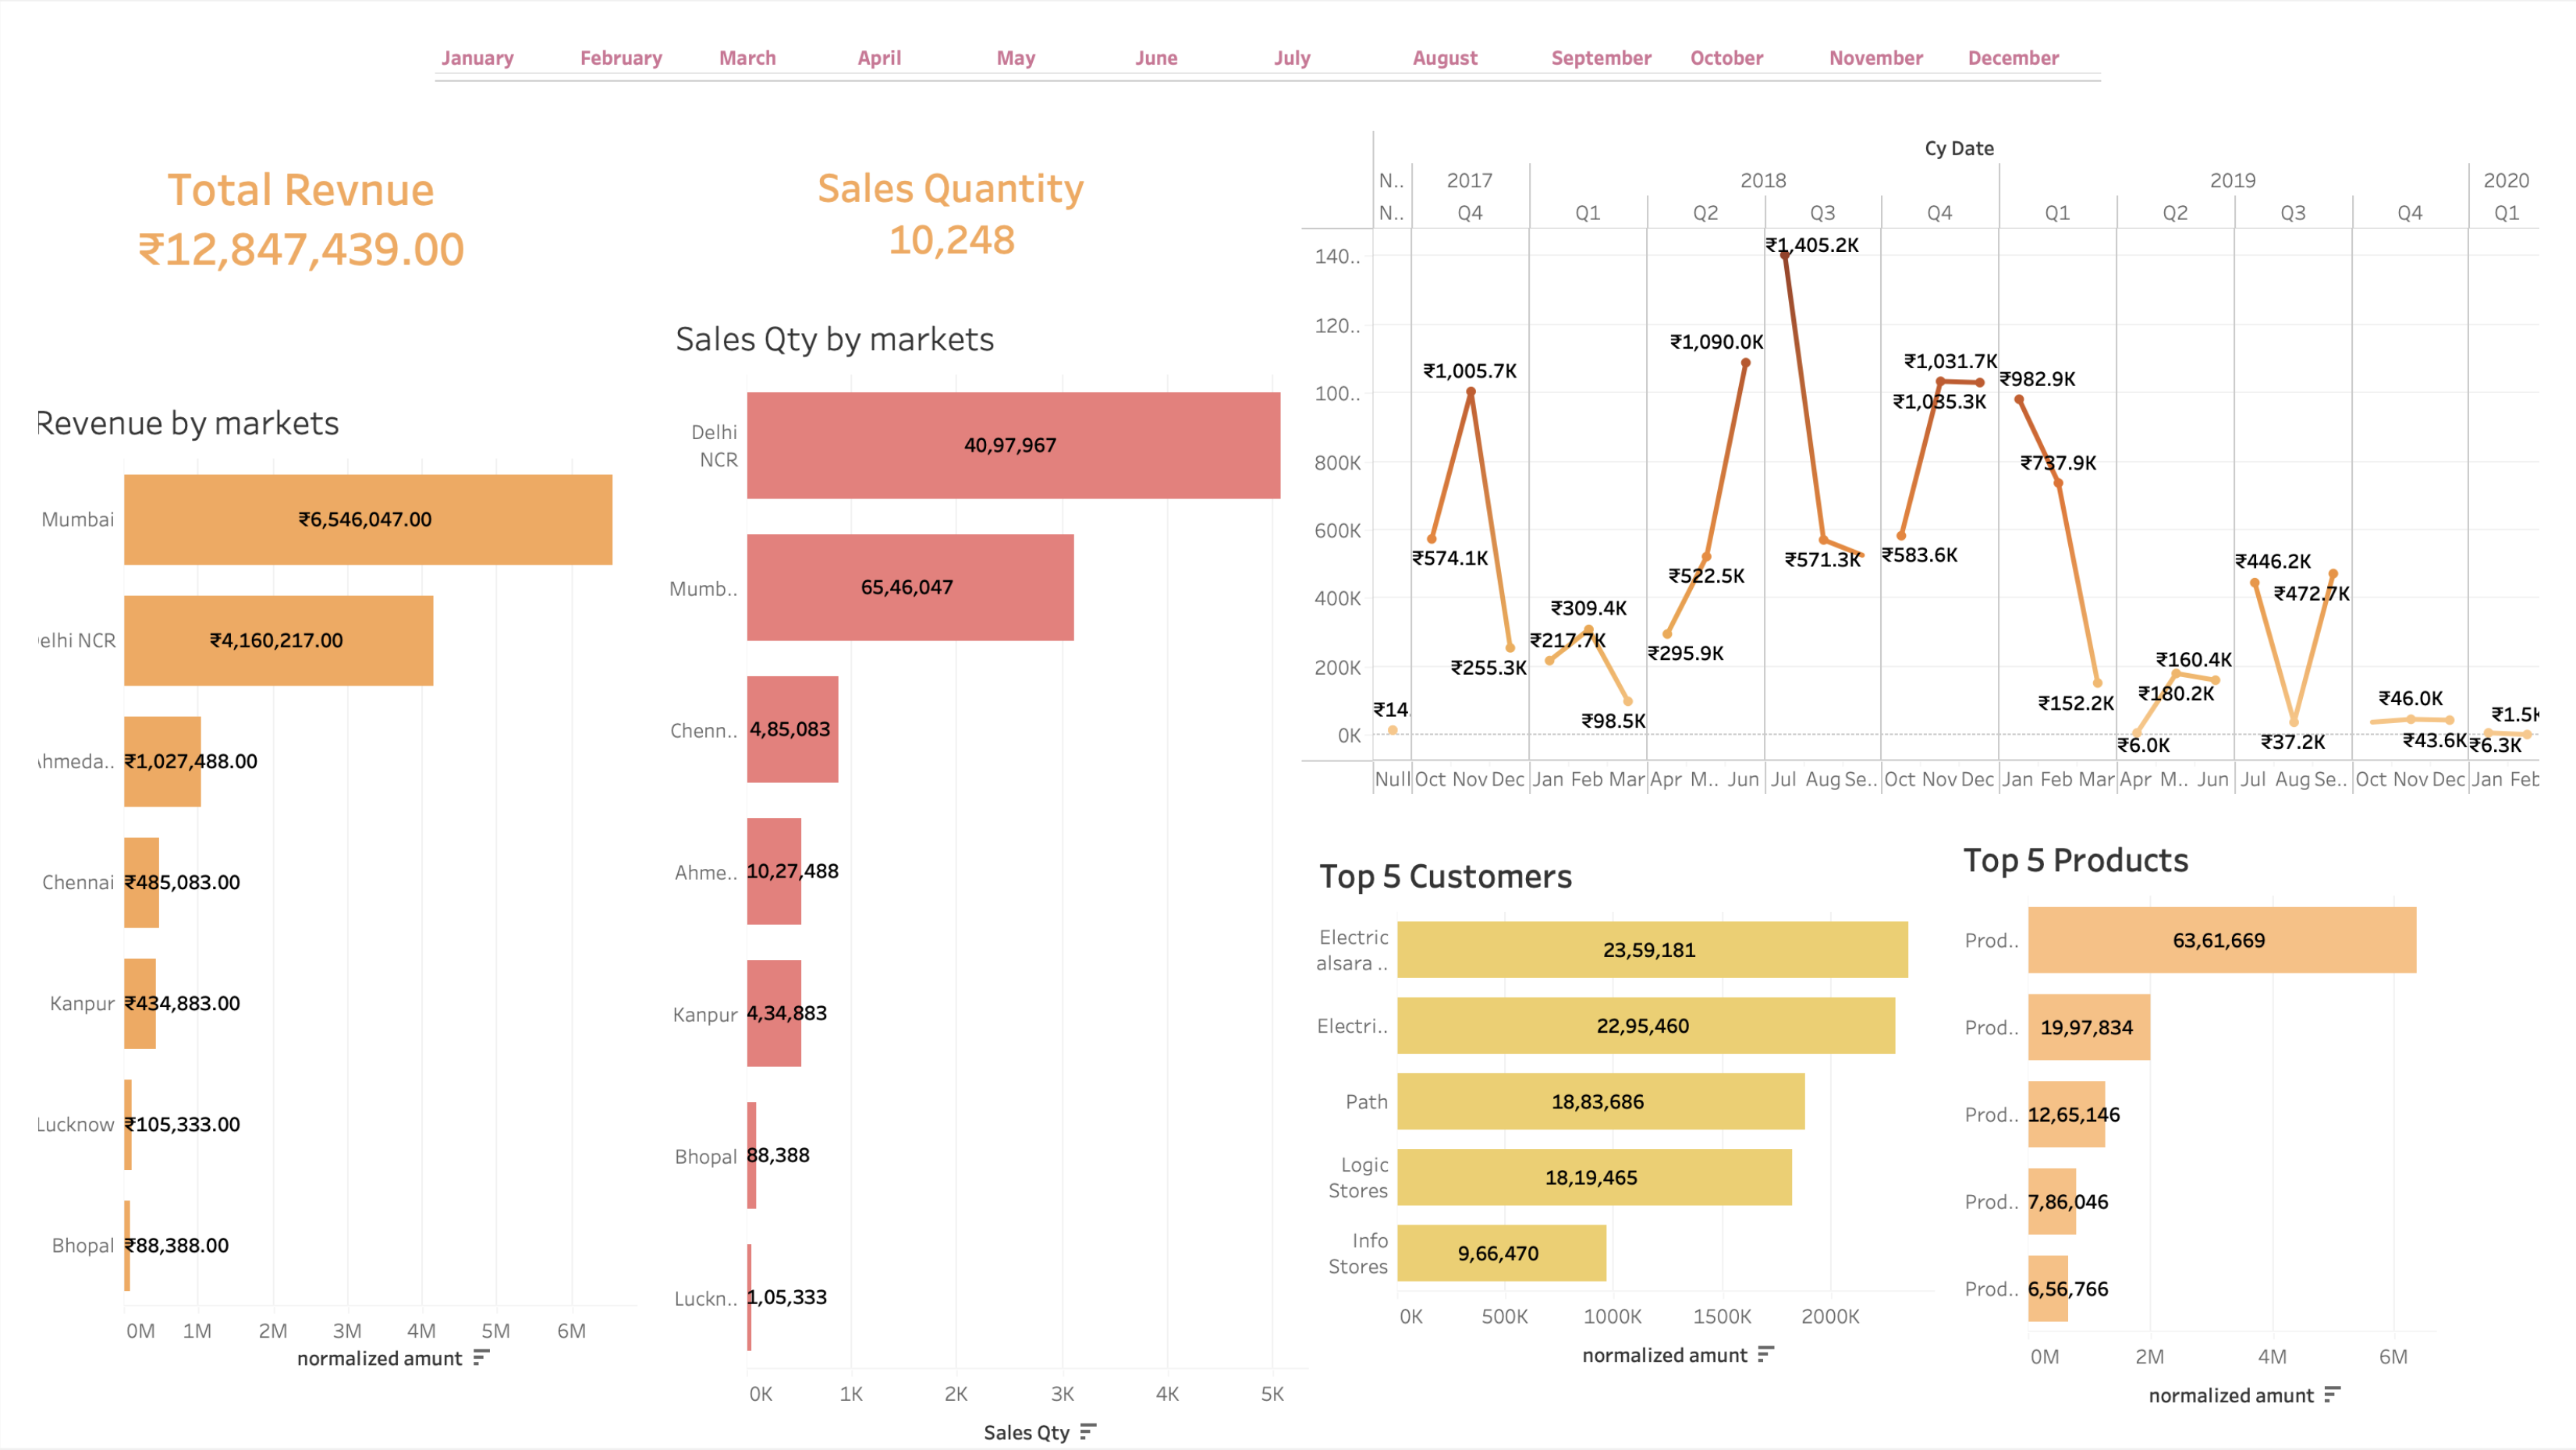 January February March April May June July August September October November December
Total Revnue
₹12,847,439.00
Sales Quantity
10,248
Revenue by markets
Mumbai ₹6,546,047.00
elhi NCR ₹4,160,217.00
hmeda.. ₹1,027,488.00
Chennai ₹485,083.00
Kanpur ₹434,883.00
Lucknow ₹105,333.00
Bhopal ₹88,388.00
0M 1M 2M 3M 4M 5M 6M
normalized amunt
Sales Qty by markets
Delhi
NCR
40,97,967
Mumb.. 65,46,047
Chenn.. 4,85,083
Ahme.. 10,27,488
Kanpur 4,34,883
Bhopal 88,388
Luckn.. 1,05,333
0K 1K 2K 3K 4K 5K
Sales Qty
Cy Date
N.. 2017 2018 2019 2020
N.. Q4 Q1 Q2 Q3 Q4 Q1 Q2 Q3 Q4 Q1
140..
120..
100..
800K
600K
400K
200K
0K
₹14
₹574.1K
₹1,005.7K
₹255.3K
₹217.7K
₹309.4K
₹98.5K
₹295.9K
₹522.5K
₹1,090.0K
₹1,405.2K
₹571.3K
₹583.6K
₹1,035.3K
₹1,031.7K
₹982.9K
₹737.9K
₹152.2K
₹6.0K
₹180.2K
₹160.4K
₹446.2K
₹37.2K
₹472.7K
₹46.0K
₹43.6K
₹6.3K
₹1.5K
Null Oct Nov Dec Jan Feb Mar Apr M.. Jun Jul Aug Se.. Oct Nov Dec Jan Feb Mar Apr M.. Jun Jul Aug Se.. Oct Nov Dec Jan Feb
Top 5 Customers
Electric
alsara ..
23,59,181
Electri.. 22,95,460
Path 18,83,686
Logic
Stores
18,19,465
Info
Stores
9,66,470
0K 500K 1000K 1500K 2000K
normalized amunt
Top 5 Products
Prod.. 63,61,669
Prod.. 19,97,834
Prod.. 12,65,146
Prod.. 7,86,046
Prod.. 6,56,766
0M 2M 4M 6M
normalized amunt